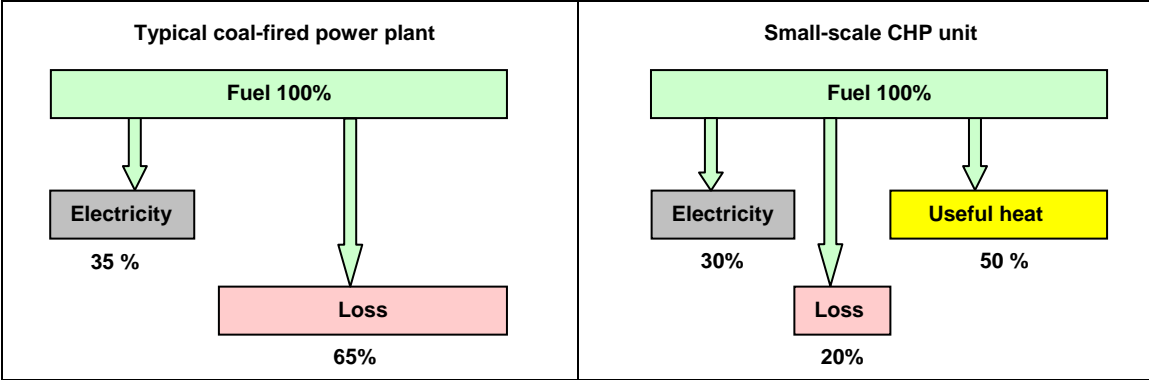 Typical coal-fired power plant
Fuel 100%
Electricity
35 %
Loss
65%
Small-scale CHP unit
Fuel 100%
Electricity
30%
Useful heat
50 %
Loss
20%